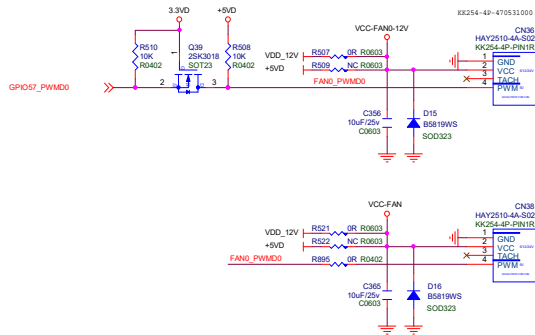 KK254-4P-470531000
3.3VD
+5VD
VCC-FAN0-12V
CN36
HAY2510-4A-S02
KK254-4P-PIN1R
R510
10K
R0402
1
Q39
2SK3018
SOT23
R508
10K
R0402
VDD_12V
R507 0R R0603
+5VD
R509 NC R0603
1 GND
2 VCC
3 TACH
4 PWM
GPIO57_PWMD0
2
3
FAN0_PWMD0
C356
10uF/25v
C0603
D15
B5819WS
SOD323
VCC-FAN
CN38
HAY2510-4A-S02
KK254-4P-PIN1R
VDD_12V
R521 0R R0603
+5VD
R522 NC R0603
FAN0_PWMD0
R895 0R R0402
1 GND
2 VCC
3 TACH
4 PWM
C365
10uF/25v
C0603
D16
B5819WS
SOD323